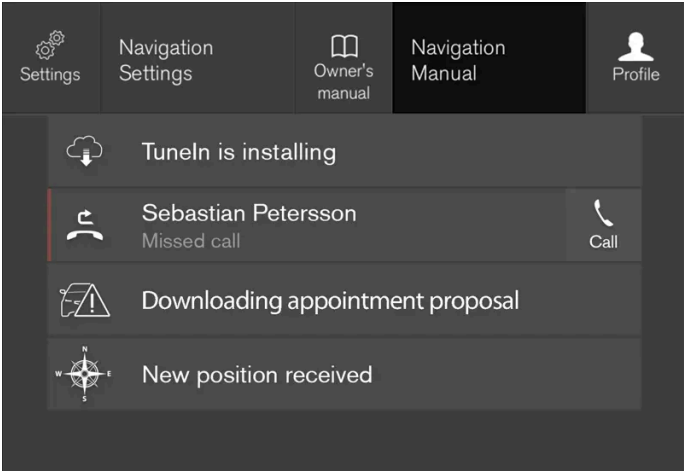 Settings
Navigation
Settings
Owner's
manual
Navigation
Manual
Profile
TuneIn is installing
Sebastian Petersson
Missed call
Call
Downloading appointment proposal
N
W
E
S
New position received